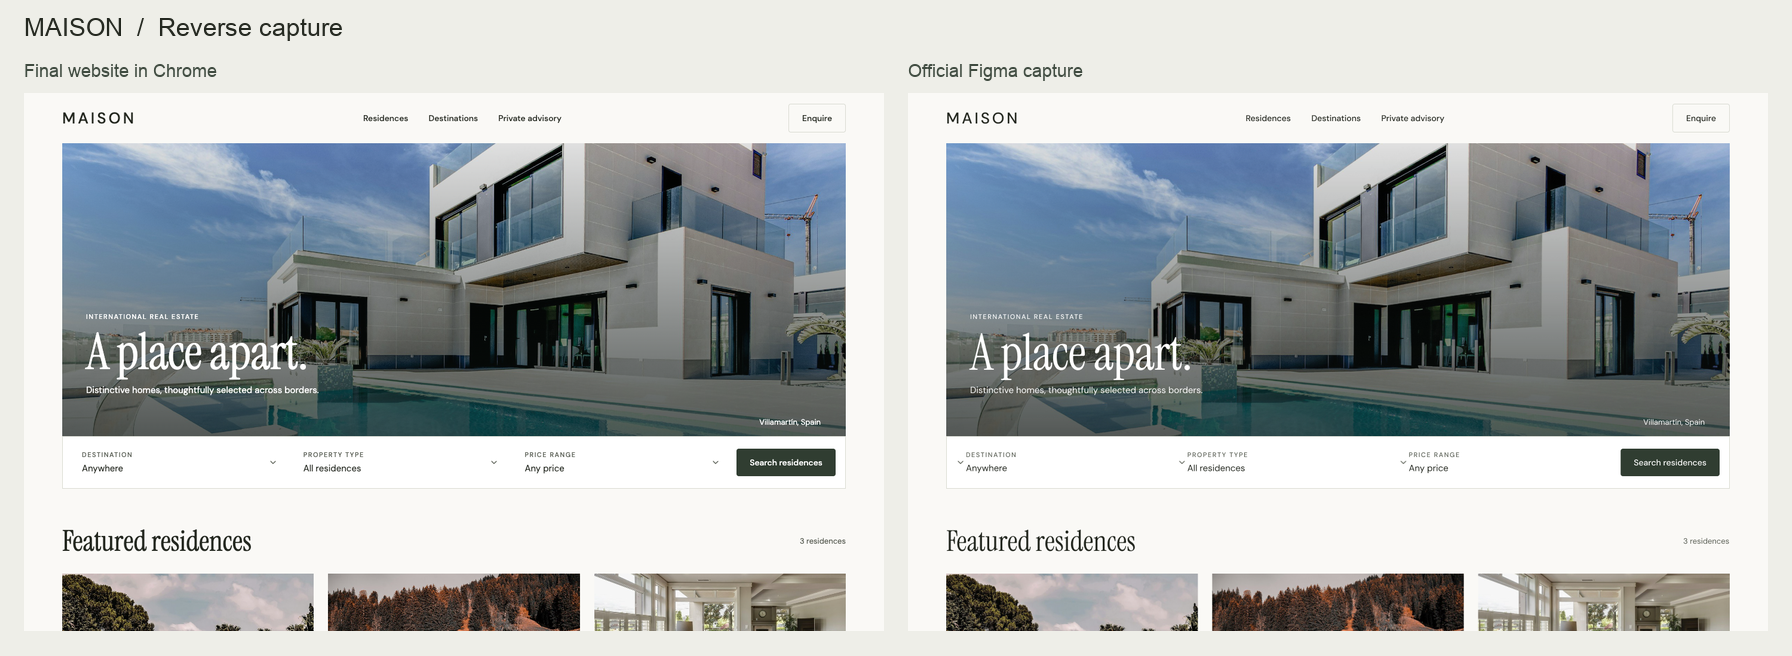 MAISON / Reverse capture
Final website in Chrome
MAISON
Residences Destinations Private advisory
Enquire
INTERNATIONAL REAL ESTATE
A place apart.
Distinctive homes, thoughtfully selected across borders.
Villamartin, Spain
DESTINATION
Anywhere
PROPERTY TYPE
All residences
PRICE RANGE
Any price
Search residences
Featured residences
3 residences
Official Figma capture
MAISON
Residences Destinations Private advisory
Enquire
INTERNATIONAL REAL ESTATE
A place apart.
Distinctive homes, thoughtfully selected across borders.
Villamartin, Spain
DESTINATION
Anywhere
PROPERTY TYPE
All residences
PRICE RANGE
Any price
Search residences
Featured residences
3 residences